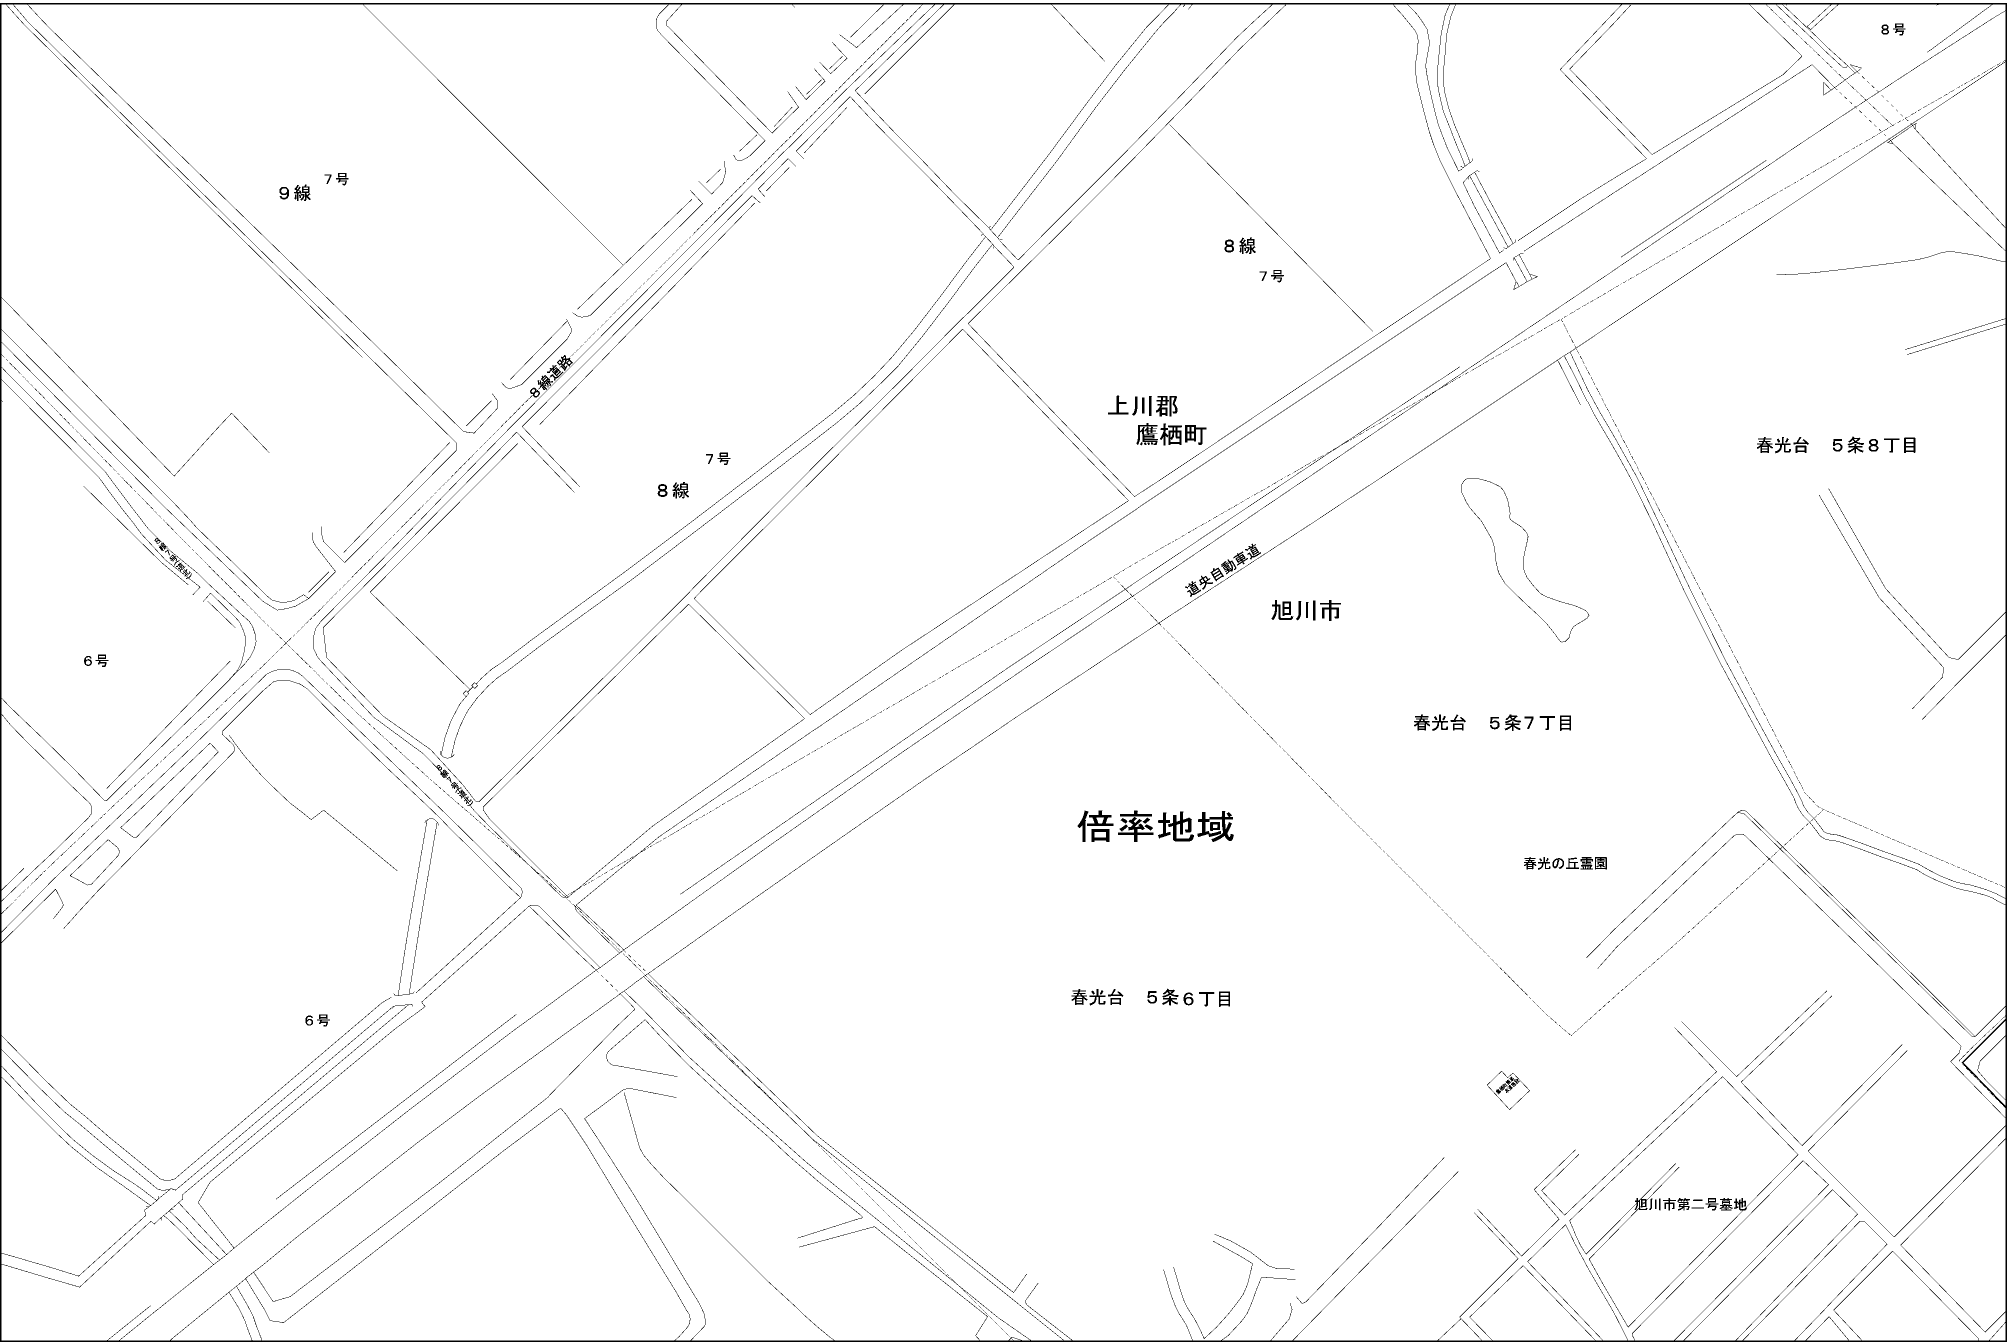 ８号
７号
９線
８線
７号
８線道路
上川郡
鷹栖町
春光台　５条８丁目
７号
８線
道央自動車道
旭川市
６号
春光台　５条７丁目
倍率地域
春光の丘霊園
春光台　５条６丁目
６号
旭川市第二号墓地